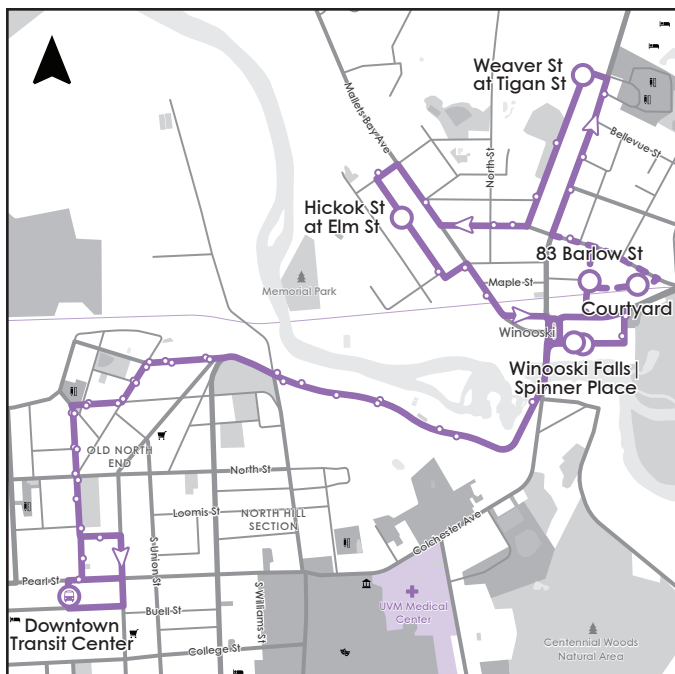 Weaver St
at Tigan St
Mallets Bay Ave
North St
Bellevue St
Hickok St
at Elm St
83 Barlow St
Memorial Park
Maple St
Courtyard
Winooski
Winooski Falls|
Spinner Place
OLD NORTH
END
North St
Loomis St
NORTH HILL
SECTION
S Union St
Colchester Ave
Pearl St
Buell St
S Williams St
UVM Medical
Center
Downtown
Transit Center
College St
Centennial Woods
Natural Area